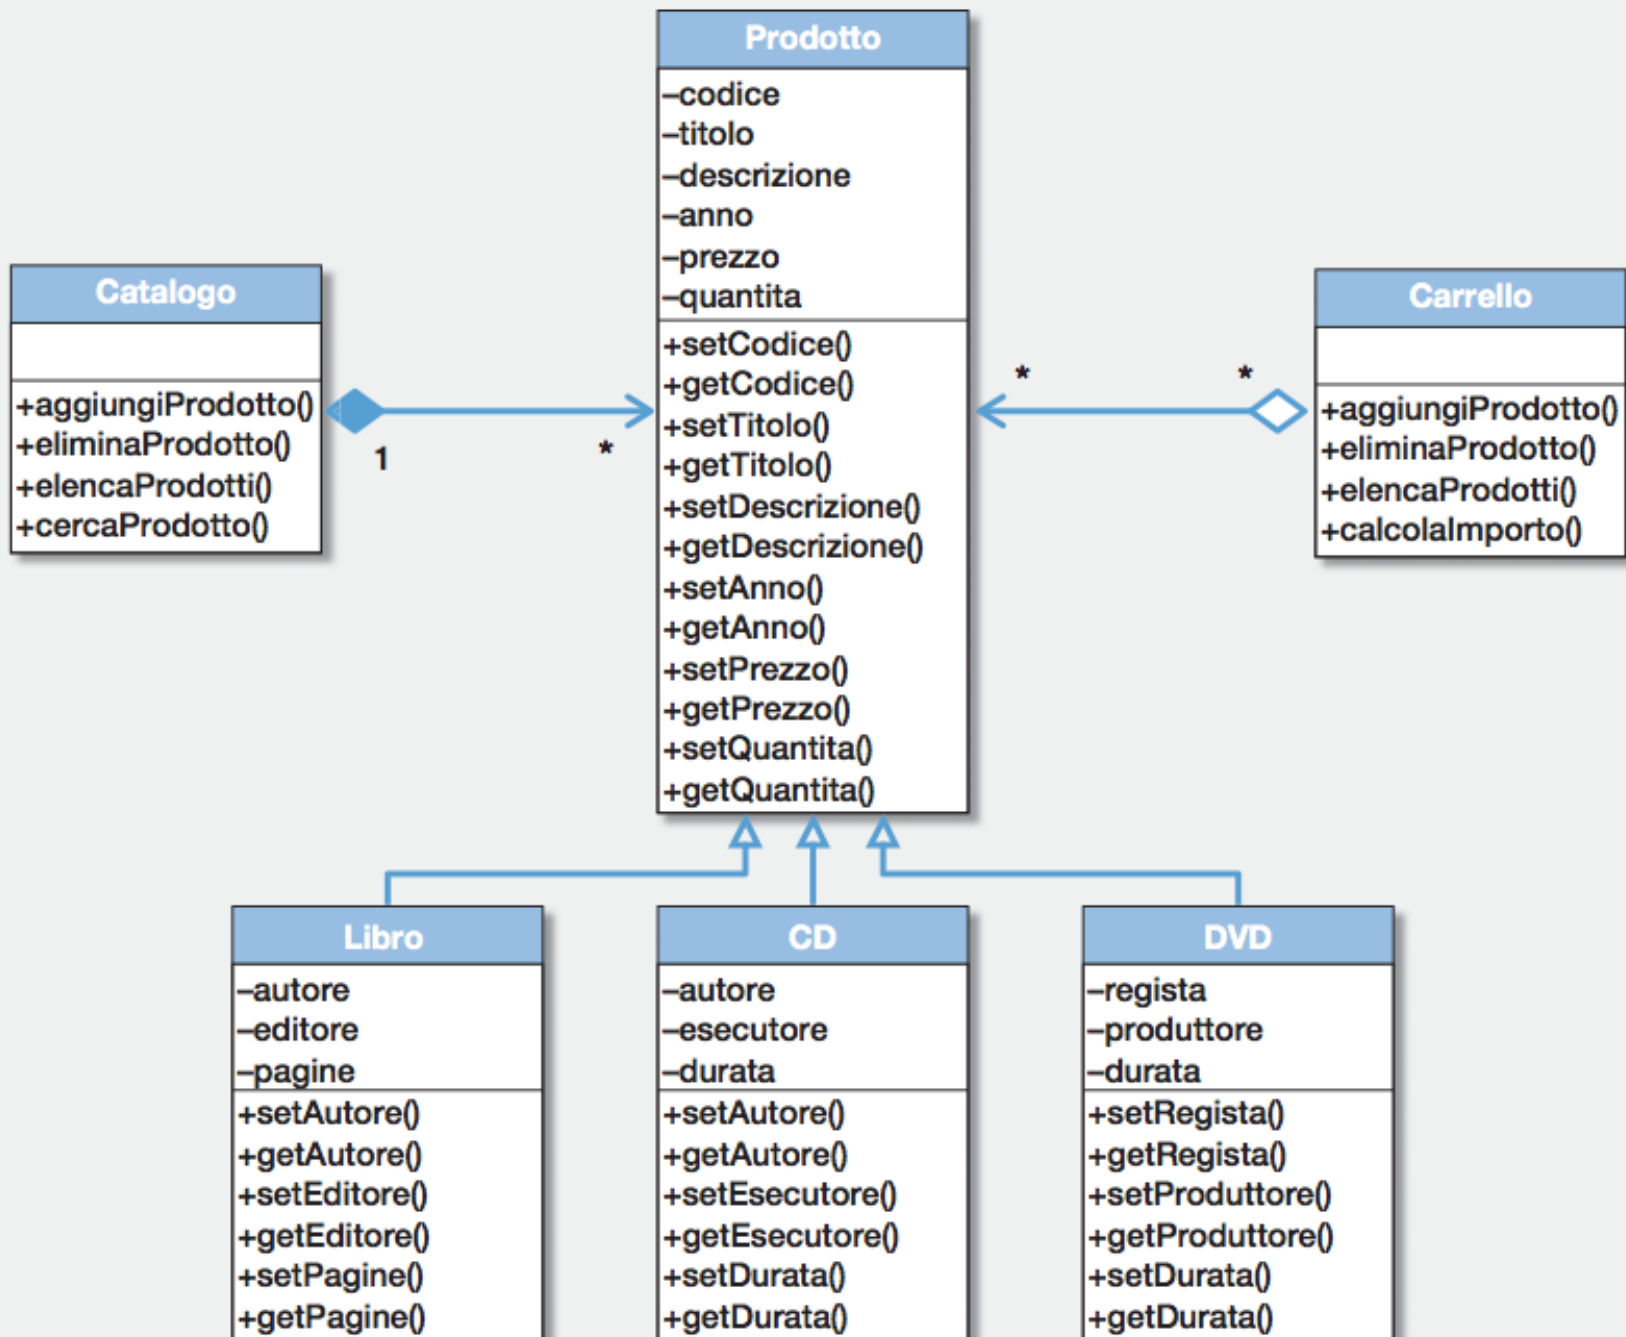 Prodotto
–codice
–titolo
–descrizione
–anno
–prezzo
–quantita
+setCodice()
+getCodice()
+setTitolo()
+getTitolo()
+setDescrizione()
+getDescrizione()
+setAnno()
+getAnno()
+setPrezzo()
+getPrezzo()
+setQuantita()
+getQuantita()
Catalogo
+aggiungiProdotto()
+eliminaProdotto()
+elencaProdotti()
+cercaProdotto()
1
*
*
*
Carrello
+aggiungiProdotto()
+eliminaProdotto()
+elencaProdotti()
+calcolaImporto()
Libro
–autore
–editore
–pagine
+setAutore()
+getAutore()
+setEditore()
+getEditore()
+setPagine()
+getPagine()
CD
–autore
–esecutore
–durata
+setAutore()
+getAutore()
+setEsecutore()
+getEsecutore()
+setDurata()
+getDurata()
DVD
–regista
–produttore
–durata
+setRegista()
+getRegista()
+setProduttore()
+getProduttore()
+setDurata()
+getDurata()